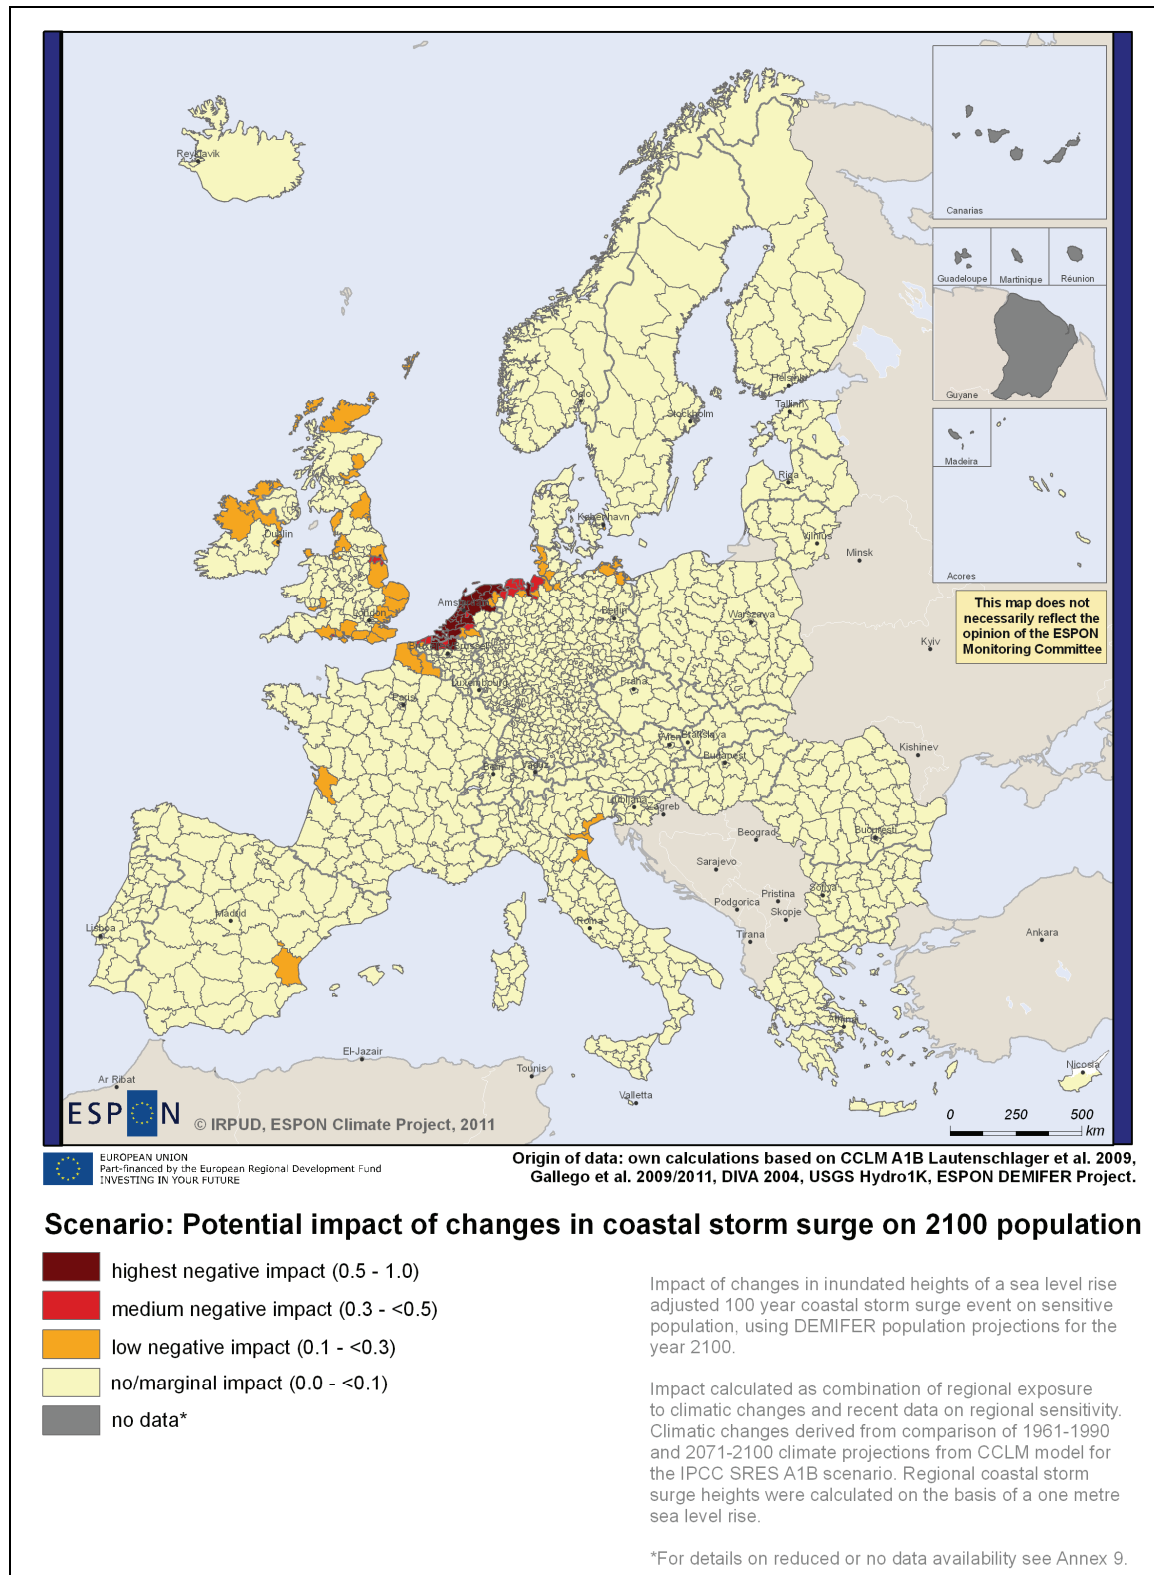 Reykjavik
Canarias
Guadeloupe
Martinique
Réunion
Guyane
Madeira
Acores
Helsinki
Oslo
Tallinn
Stockholm
Riga
København
Vilnius
Minsk
Dublin
London
Amsterdam
Berlin
Warszawa
Kyiv
This map does not
necessarily reflect the
opinion of the ESPON
Monitoring Committee
Luxembourg
Paris
Praha
Wien
Bratislava
Budapest
Kishinev
Bern
Vaduz
Ljubljana
Zagreb
Beograd
Bucuresti
Sarajevo
Pristina
Sofiya
Podgorica
Skopje
Madrid
Lisboa
Roma
Tirana
Ankara
Athinai
El-Jazair
Tounis
Ar Ribat
Valletta
Nicosia
0 250 500
km
ESPON
© IRPUD, ESPON Climate Project, 2011
EUROPEAN UNION
Part-financed by the European Regional Development Fund
INVESTING IN YOUR FUTURE
Origin of data: own calculations based on CCLM A1B Lautenschlager et al. 2009,
Gallego et al. 2009/2011, DIVA 2004, USGS Hydro1K, ESPON DEMIFER Project.
Scenario: Potential impact of changes in coastal storm surge on 2100 population
highest negative impact (0.5 - 1.0)
medium negative impact (0.3 - <0.5)
low negative impact (0.1 - <0.3)
no/marginal impact (0.0 - <0.1)
no data*
Impact of changes in inundated heights of a sea level rise
adjusted 100 year coastal storm surge event on sensitive
population, using DEMIFER population projections for the
year 2100.
Impact calculated as combination of regional exposure
to climatic changes and recent data on regional sensitivity.
Climatic changes derived from comparison of 1961-1990
and 2071-2100 climate projections from CCLM model for
the IPCC SRES A1B scenario. Regional coastal storm
surge heights were calculated on the basis of a one metre
sea level rise.
*For details on reduced or no data availability see Annex 9.